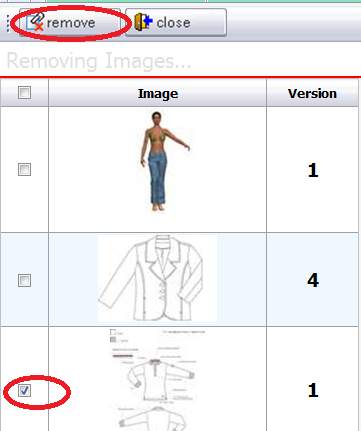 remove close
Removing Images...
Image Version
1
4
1